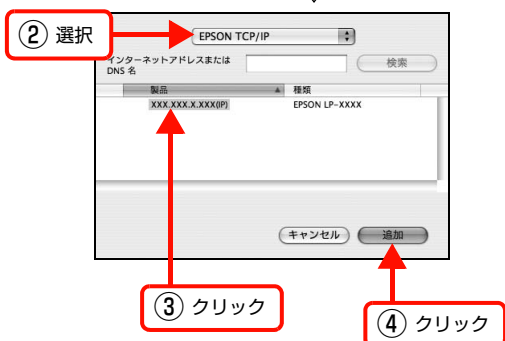 ② 選択
EPSON TCP/IP
インターネットアドレスまたは
DNS 名
検索
製品
種類
XXX.XXX.X.XXX(IP)
EPSON LP-XXXX
キャンセル
追加
③ クリック
④ クリック